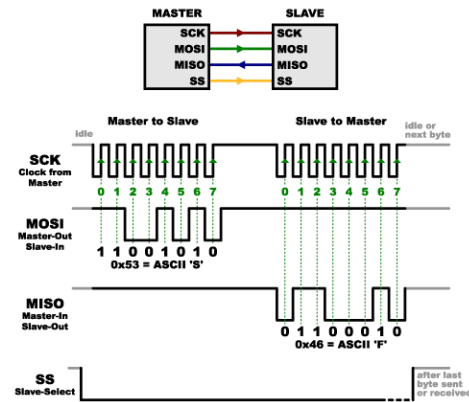 MASTER SLAVE
SCK SCK
MOSI MOSI
MISO MISO
SS SS
Master to Slave Slave to Master
idle
idle or
next byte
SCK
Clock from
Master
0 1 2 3 4 5 6 7 0 1 2 3 4 5 6 7
MOSI
Master-Out
Slave-In
1 1 0 0 1 0 1 0
0x53 = ASCII 'S'
MISO
Master-In
Slave-Out
0 1 1 0 0 0 1 0
0x46 = ASCII 'F'
SS
Slave-Select
after last
byte sent
or received